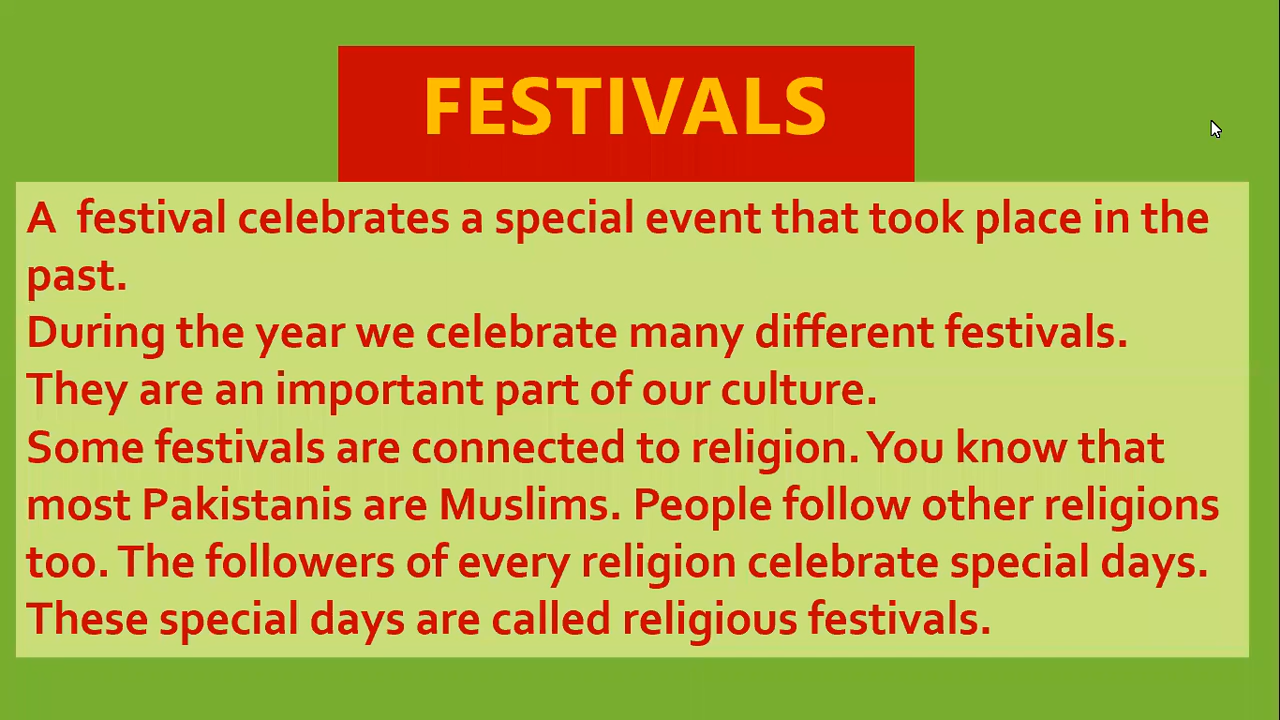 FESTIVALS
A  festival celebrates a special event that took place in the
past.
During the year we celebrate many different festivals.
They are an important part of our culture.
Some festivals are connected to religion. You know that
most Pakistanis are Muslims. People follow other religions
too. The followers of every religion celebrate special days.
These special days are called religious festivals.